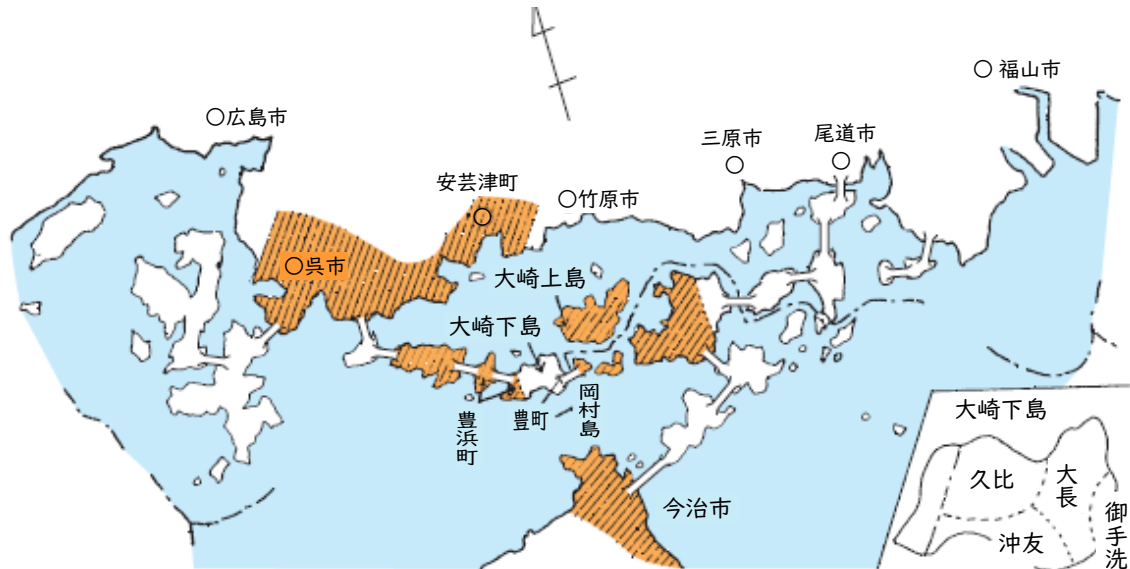 福山市
広島市
尾道市
三原市
安芸津町
竹原市
呉市
大崎上島
大崎下島
岡村島
豊町
豊浜町
今治市
大崎下島
久比
大長
御手洗
沖友